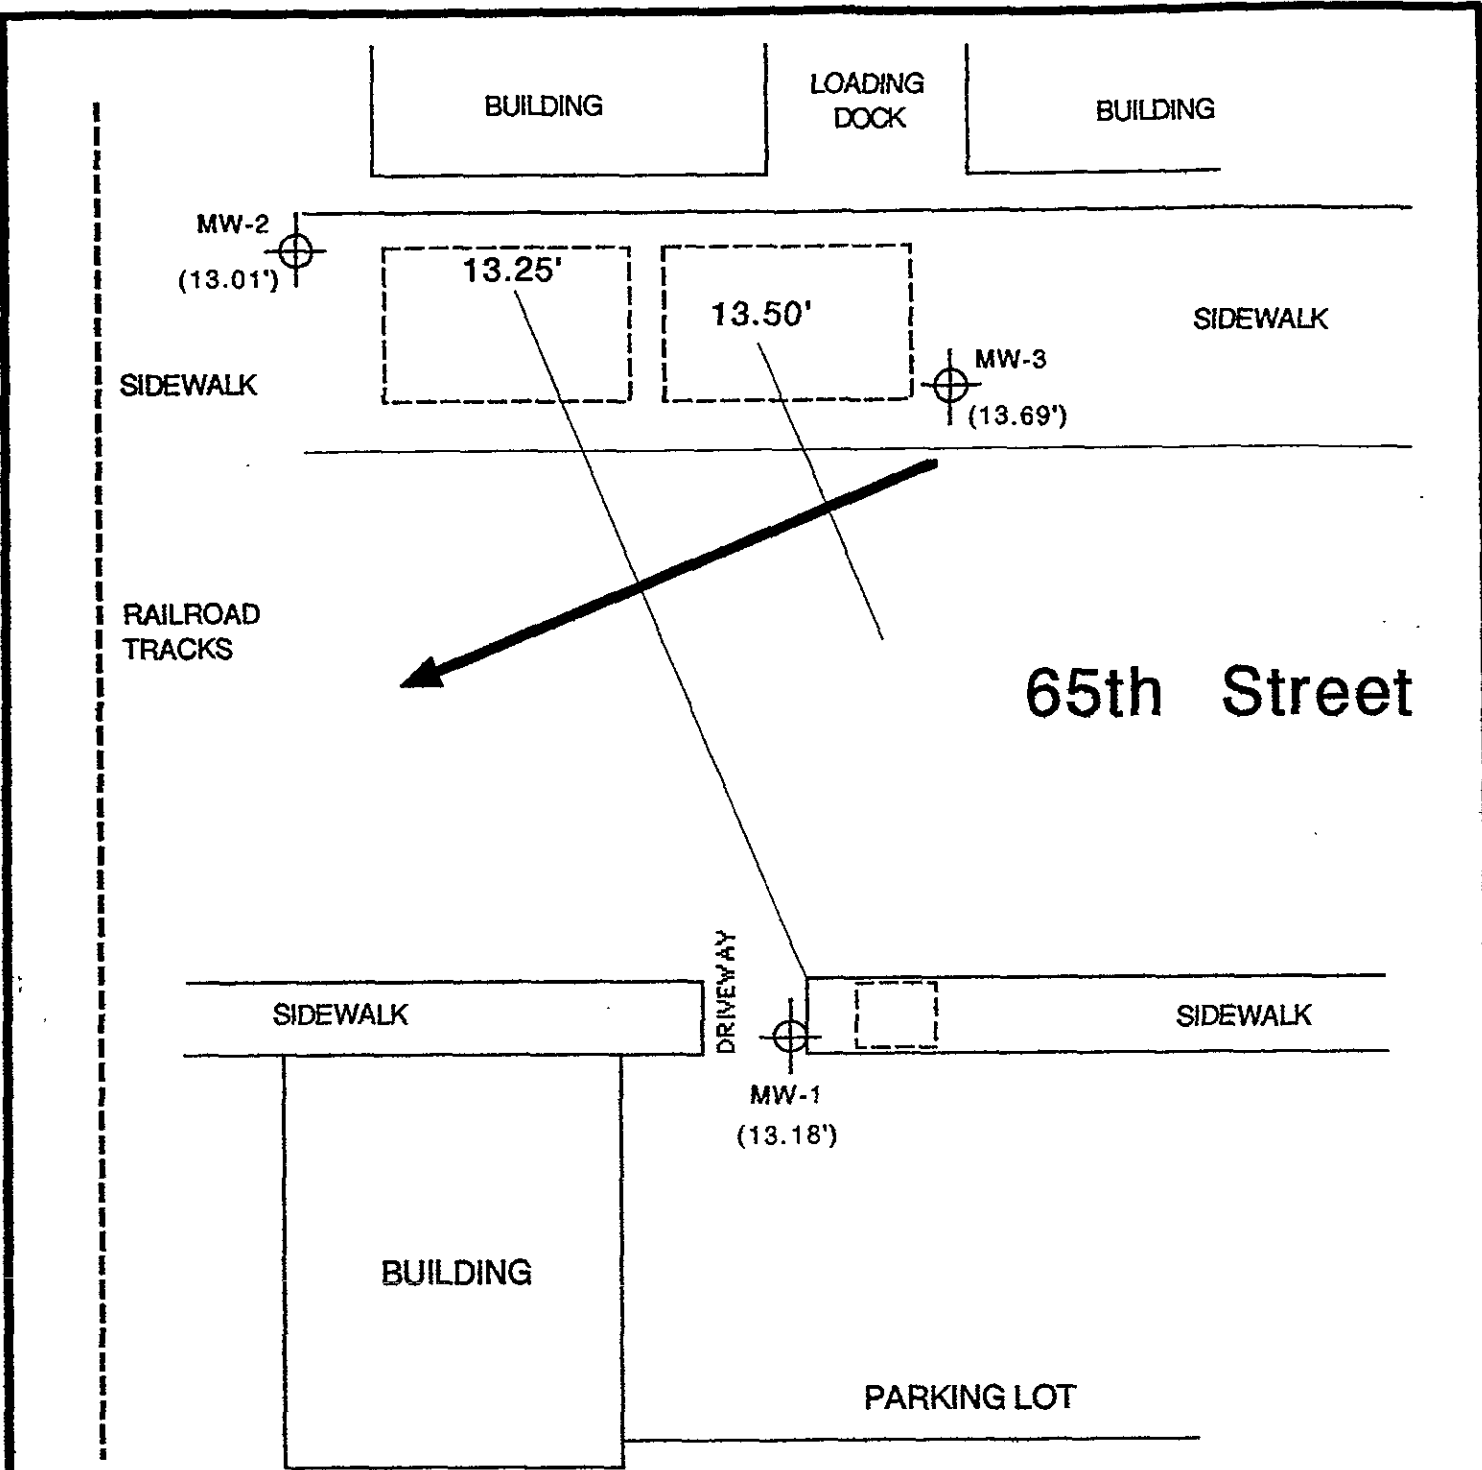 BUILDING
LOADING
DOCK
BUILDING
MW-2
(13.01')
13.25'
13.50'
SIDEWALK
MW-3
(13.69')
SIDEWALK
RAILROAD
TRACKS
65th Street
DRIVEWAY
SIDEWALK
SIDEWALK
MW-1
(13.18')
BUILDING
PARKING LOT